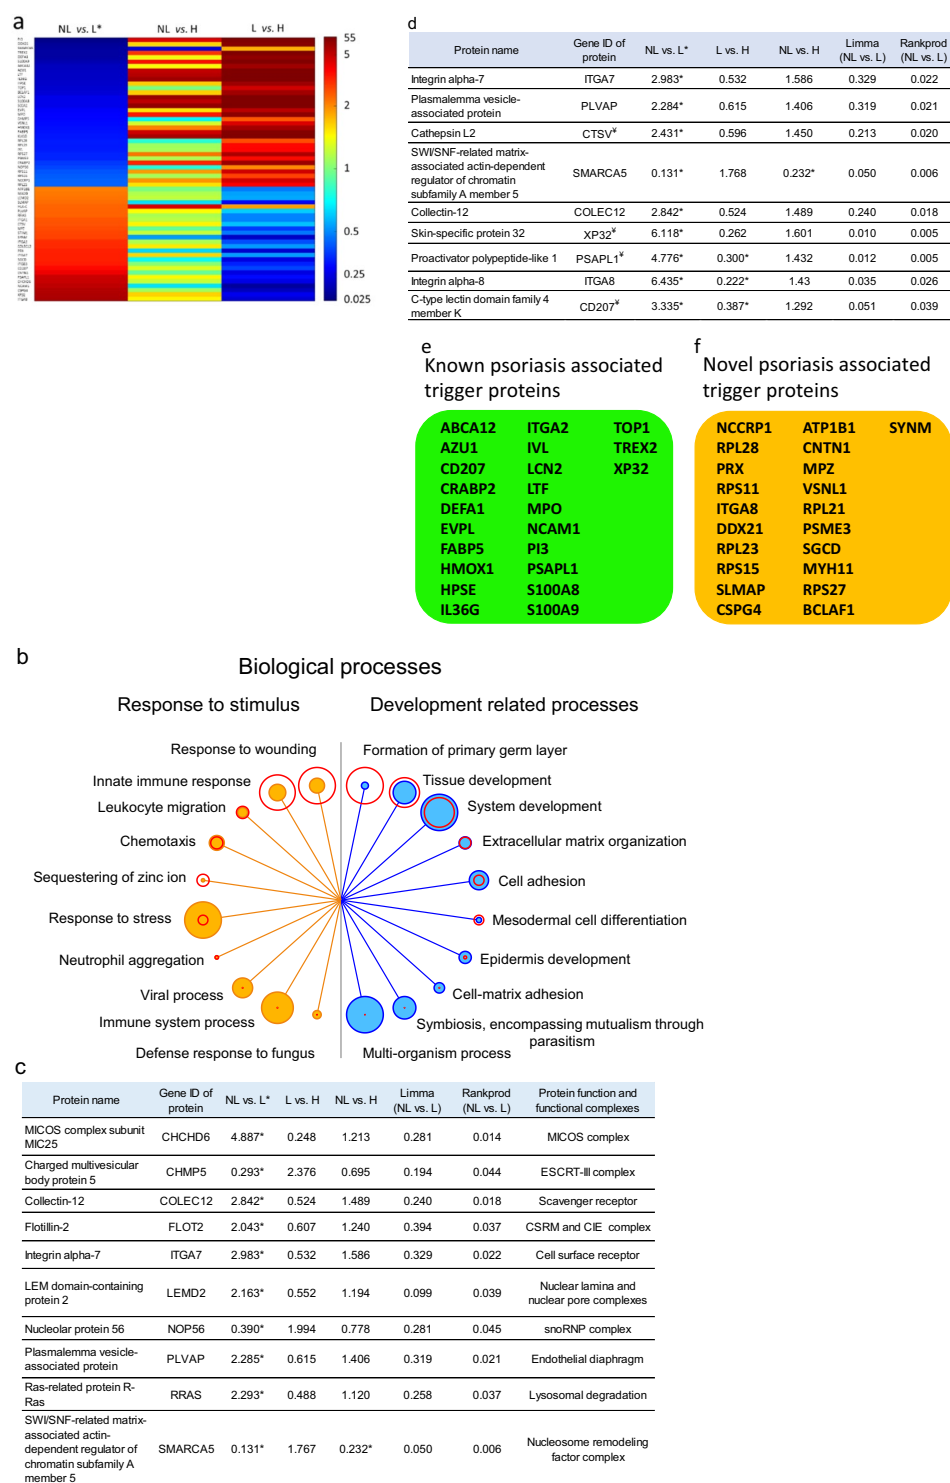 a
NL vs. L*
NL vs. H
L vs. H
55
5
2
1
0.5
0.25
0.025
d
Protein name Gene ID of protein NL vs. L* L vs. H NL vs. H Limma (NL vs. L) Rankprod (NL vs. L)
Integrin alpha-7 ITGA7 2.983* 0.532 1.586 0.329 0.022
Plasmalemma vesicle-
associated protein PLVAP 2.284* 0.615 1.406 0.319 0.021
Cathepsin L2 CTSV¥ 2.431* 0.596 1.450 0.213 0.020
SWI/SNF-related matrix-
associated actin-dependent
regulator of chromatin
subfamily A member 5 SMARCA5 0.131* 1.768 0.232* 0.050 0.006
Collectin-12 COLEC12 2.842* 0.524 1.489 0.240 0.018
Skin-specific protein 32 XP32¥ 6.118* 0.262 1.601 0.010 0.005
Proactivator polypeptide-like 1 PSAPL1¥ 4.776* 0.300* 1.432 0.012 0.005
Integrin alpha-8 ITGA8 6.435* 0.222* 1.43 0.035 0.026
C-type lectin domain family 4
member K CD207¥ 3.335* 0.387* 1.292 0.051 0.039
e
Known psoriasis associated
trigger proteins
ABCA12 ITGA2 TOP1
AZU1 IVL TREX2
CD207 LCN2 XP32
CRABP2 LTF
DEFA1 MPO
EVPL NCAM1
FABP5 PI3
HMOX1 PSAPL1
HPSE S100A8
IL36G S100A9
f
Novel psoriasis associated
trigger proteins
NCCRP1 ATP1B1 SYNM
RPL28 CNTN1
PRX MPZ
RPS11 VSNL1
ITGA8 RPL21
DDX21 PSME3
RPL23 SGCD
RPS15 MYH11
SLMAP RPS27
CSPG4 BCLAF1
b
Biological processes
Response to stimulus
Development related processes
Response to wounding
Innate immune response
Leukocyte migration
Chemotaxis
Sequestering of zinc ion
Response to stress
Neutrophil aggregation
Viral process
Immune system process
Defense response to fungus
Formation of primary germ layer
Tissue development
System development
Extracellular matrix organization
Cell adhesion
Mesodermal cell differentiation
Epidermis development
Cell-matrix adhesion
Symbiosis, encompassing mutualism through
parasitism
Multi-organism process
c
Protein name Gene ID of protein NL vs. L* L vs. H NL vs. H Limma (NL vs. L) Rankprod (NL vs. L) Protein function and functional complexes
MICOS complex subunit
MIC25 CHCHD6 4.887* 0.248 1.213 0.281 0.014 MICOS complex
Charged multivesicular
body protein 5 CHMP5 0.293* 2.376 0.695 0.194 0.044 ESCRT-III complex
Collectin-12 COLEC12 2.842* 0.524 1.489 0.240 0.018 Scavenger receptor
Flotillin-2 FLOT2 2.043* 0.607 1.240 0.394 0.037 CSRM and CIE complex
Integrin alpha-7 ITGA7 2.983* 0.532 1.586 0.329 0.022 Cell surface receptor
LEM domain-containing
protein 2 LEMD2 2.163* 0.552 1.194 0.099 0.039 Nuclear lamina and nuclear pore complexes
Nucleolar protein 56 NOP56 0.390* 1.994 0.778 0.281 0.045 snoRNP complex
Plasmalemma vesicle-
associated protein PLVAP 2.285* 0.615 1.406 0.319 0.021 Endothelial diaphragm
Ras-related protein R-
Ras RRAS 2.293* 0.488 1.120 0.258 0.037 Lysosomal degradation
SWI/SNF-related matrix-
associated actin-
dependent regulator of
chromatin subfamily A
member 5 SMARCA5 0.131* 1.767 0.232* 0.050 0.006 Nucleosome remodeling factor complex